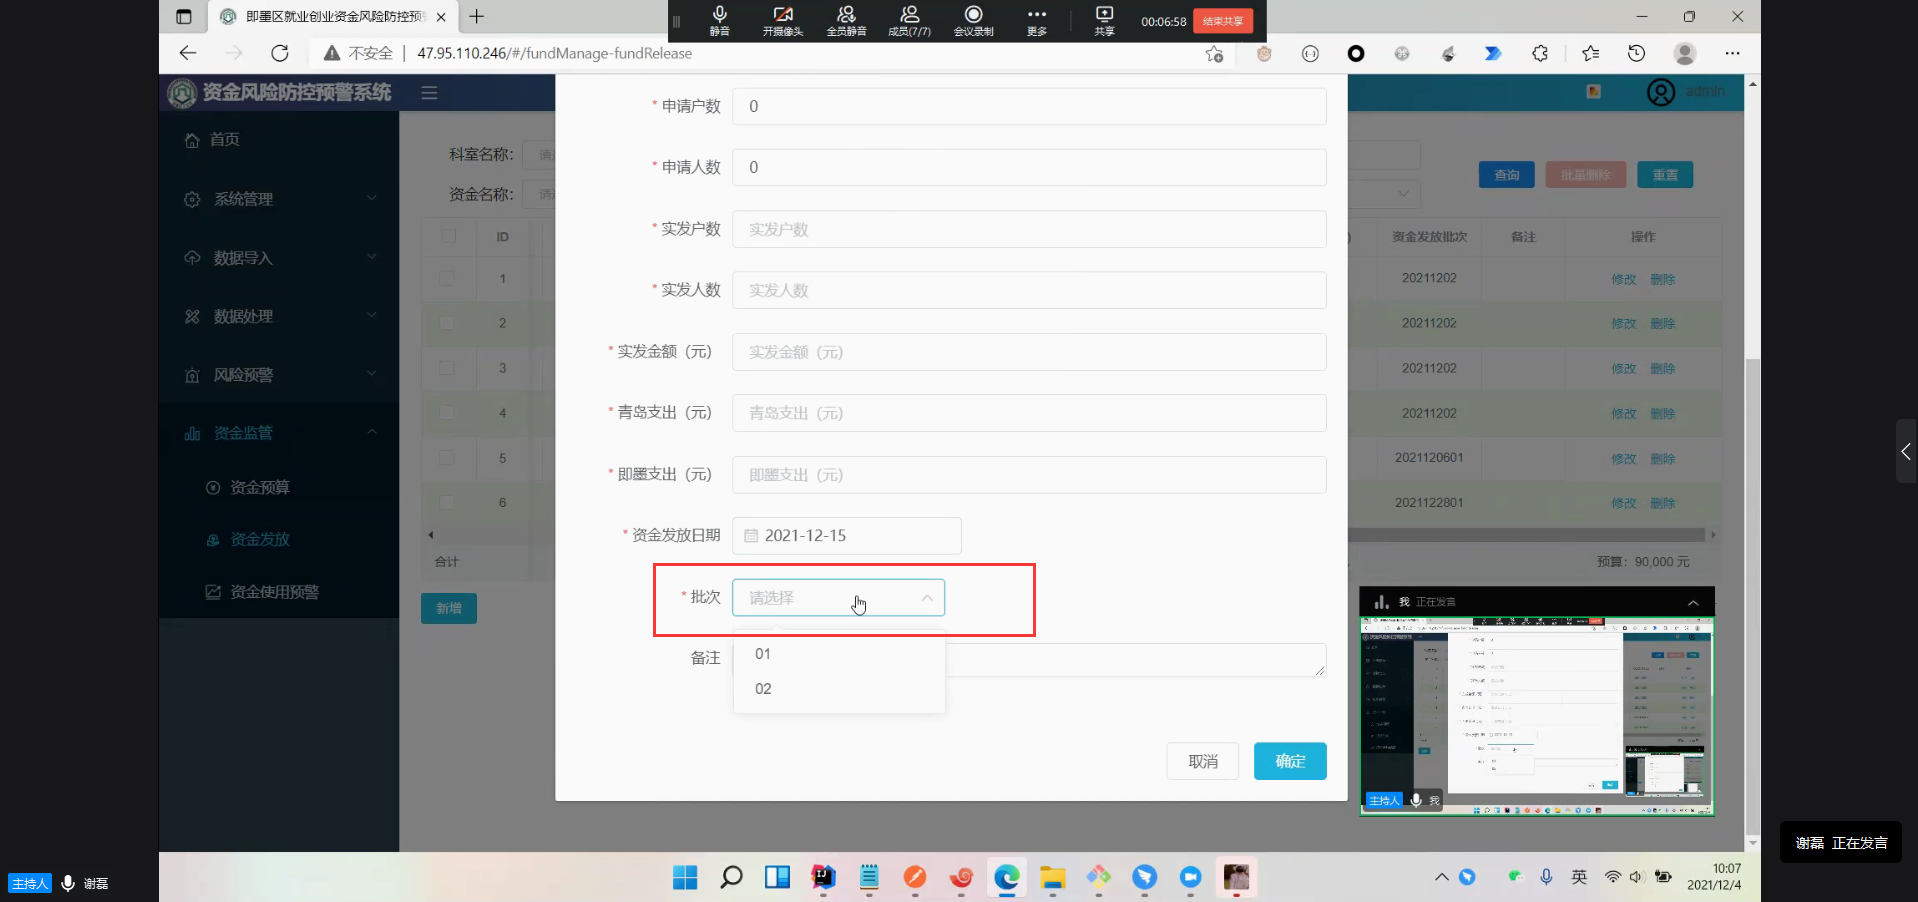 即墨区就业创业资金风险防控预
静音
开摄像头
全员静音
成员(7/7)
会议录制
更多
共享
00:06:58
结束共享
不安全
47.95.110.246/#/fundManage-fundRelease
资金风险防控预警系统
admin
首页
系统管理
数据导入
数据处理
风险预警
资金监管
资金预算
资金发放
资金使用预警
科室名称：
资金名称：
查询
批量删除
重置
ID
资金发放批次
备注
操作
1
20211202
修改 删除
2
20211202
修改 删除
3
20211202
修改 删除
4
20211202
修改 删除
5
2021120601
修改 删除
6
2021122801
修改 删除
合计
预算：90,000 元
新增
* 申请户数
0
* 申请人数
0
* 实发户数
实发户数
* 实发人数
实发人数
* 实发金额（元）
实发金额（元）
* 青岛支出（元）
青岛支出（元）
* 即墨支出（元）
即墨支出（元）
* 资金发放日期
2021-12-15
* 批次
请选择
01
02
备注
取消
确定
我 正在发言
主持人
我
谢磊 正在发言
主持人
谢磊
英
10:07
2021/12/4